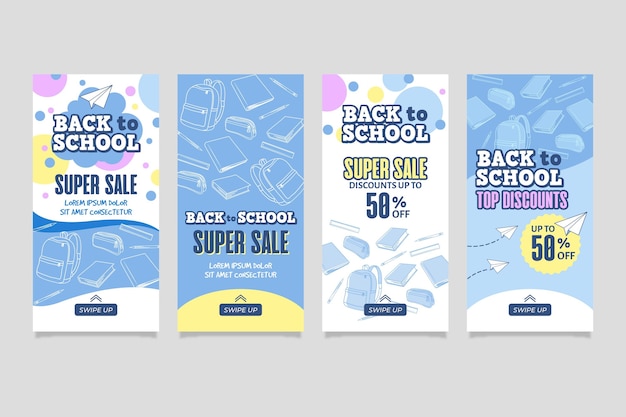 BACK to
SCHOOL
SUPER SALE
LOREM IPSUM DOLOR
SIT AMET CONSECTETUR
SWIPE UP
BACK to SCHOOL
SUPER SALE
LOREM IPSUM DOLOR
SIT AMET CONSECTETUR
SWIPE UP
BACK to
SCHOOL
SUPER SALE
DISCOUNTS UP TO
50% OFF
SWIPE UP
BACK to
SCHOOL
TOP DISCOUNTS
UP TO
50% OFF
SWIPE UP